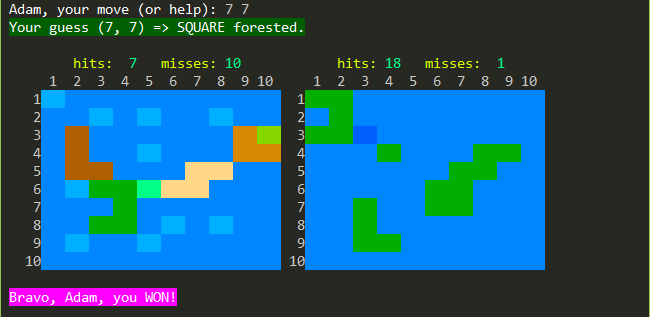 Adam, your move (or help): 7 7
Your guess (7, 7) => SQUARE forested.
hits: 7 misses: 10 hits: 18 misses: 1
1 2 3 4 5 6 7 8 9 10 1 2 3 4 5 6 7 8 9 10
1 1
2 2
3 3
4 4
5 5
6 6
7 7
8 8
9 9
10 10
Bravo, Adam, you WON!